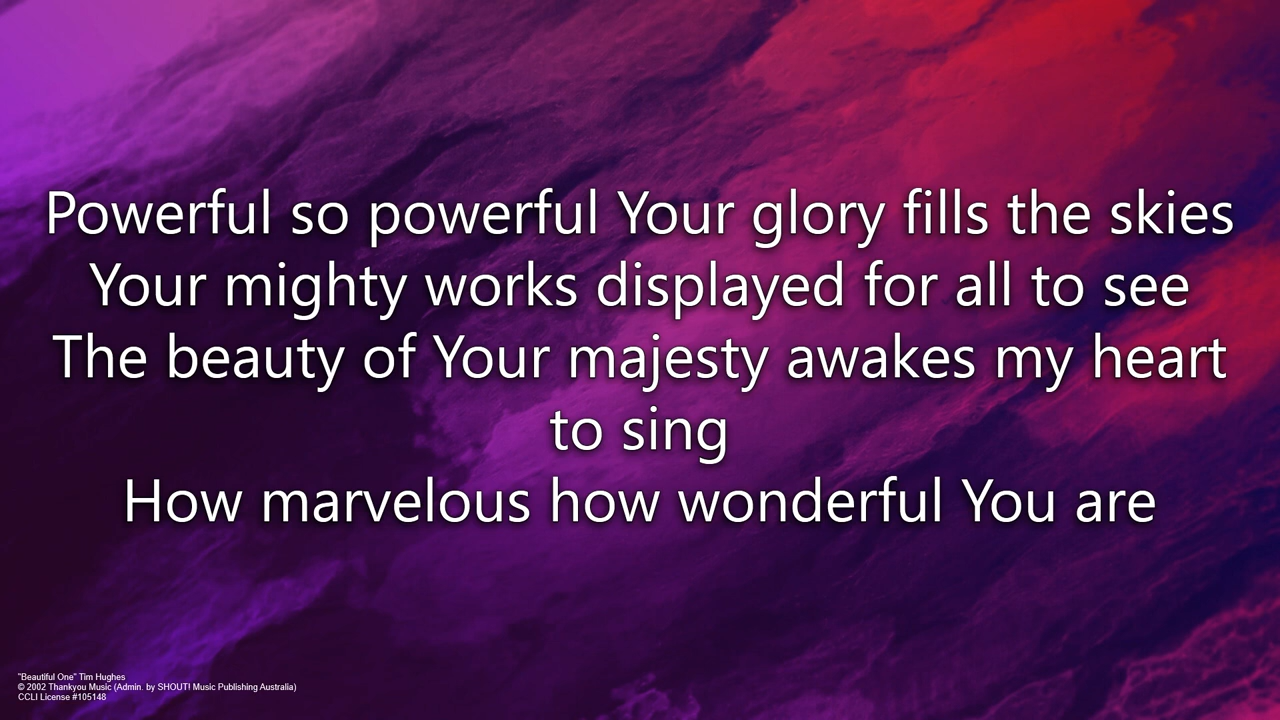 Powerful so powerful Your glory fills the skies
Your mighty works displayed for all to see
The beauty of Your majesty awakes my heart
to sing
How marvelous how wonderful You are
"Beautiful One" Tim Hughes
© 2002 Thankyou Music (Admin. by SHOUT! Music Publishing Australia)
CCLI License #105148